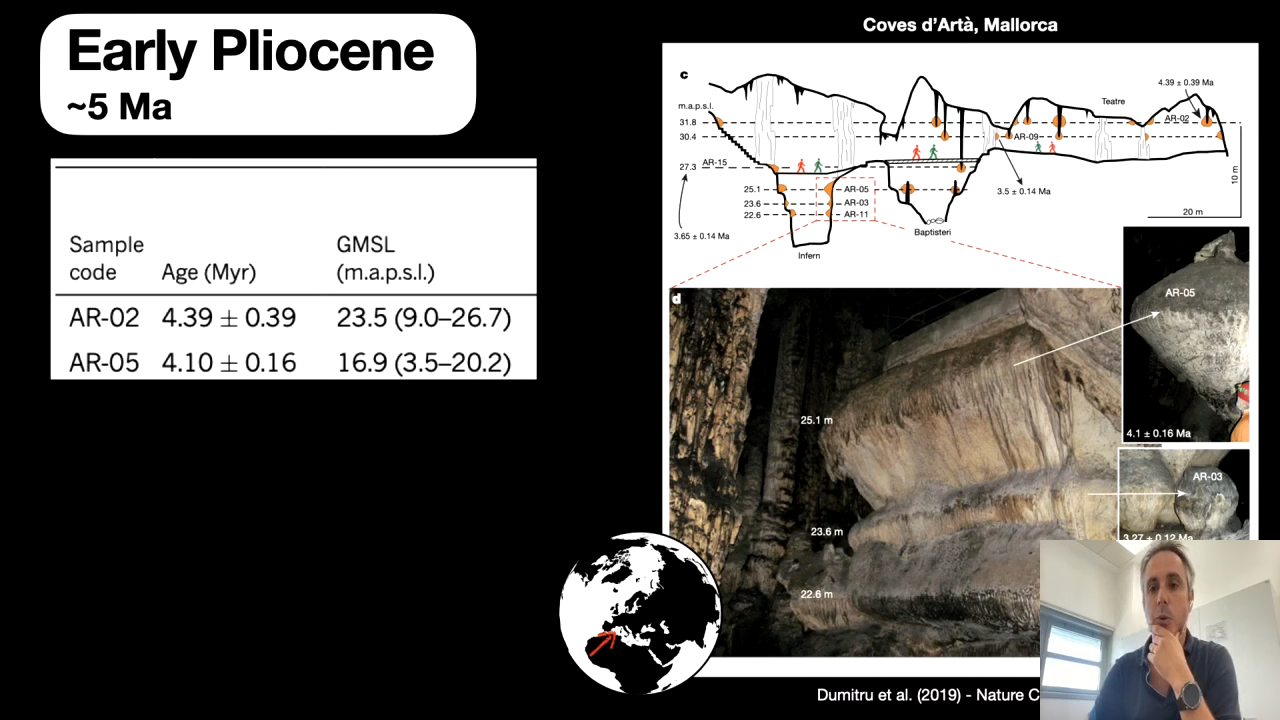 Early Pliocene
~5 Ma
Sample code Age (Myr) GMSL (m.a.p.s.l.)
AR-02 4.39 ± 0.39 23.5 (9.0–26.7)
AR-05 4.10 ± 0.16 16.9 (3.5–20.2)
Coves d'Artà, Mallorca
c
4.39 ± 0.39 Ma
Teatre
m.a.p.s.l.
31.8
AR-02
30.4
AR-09
27.3
AR-15
3.5 ± 0.14 Ma
10 m
20 m
25.1
AR-05
23.6
AR-03
22.6
AR-11
3.65 ± 0.14 Ma
Baptisteri
Infern
d
25.1 m
23.6 m
22.6 m
AR-05
4.1 ± 0.16 Ma
AR-03
3.27 ± 0.12 Ma
Dumitru et al. (2019) - Nature C